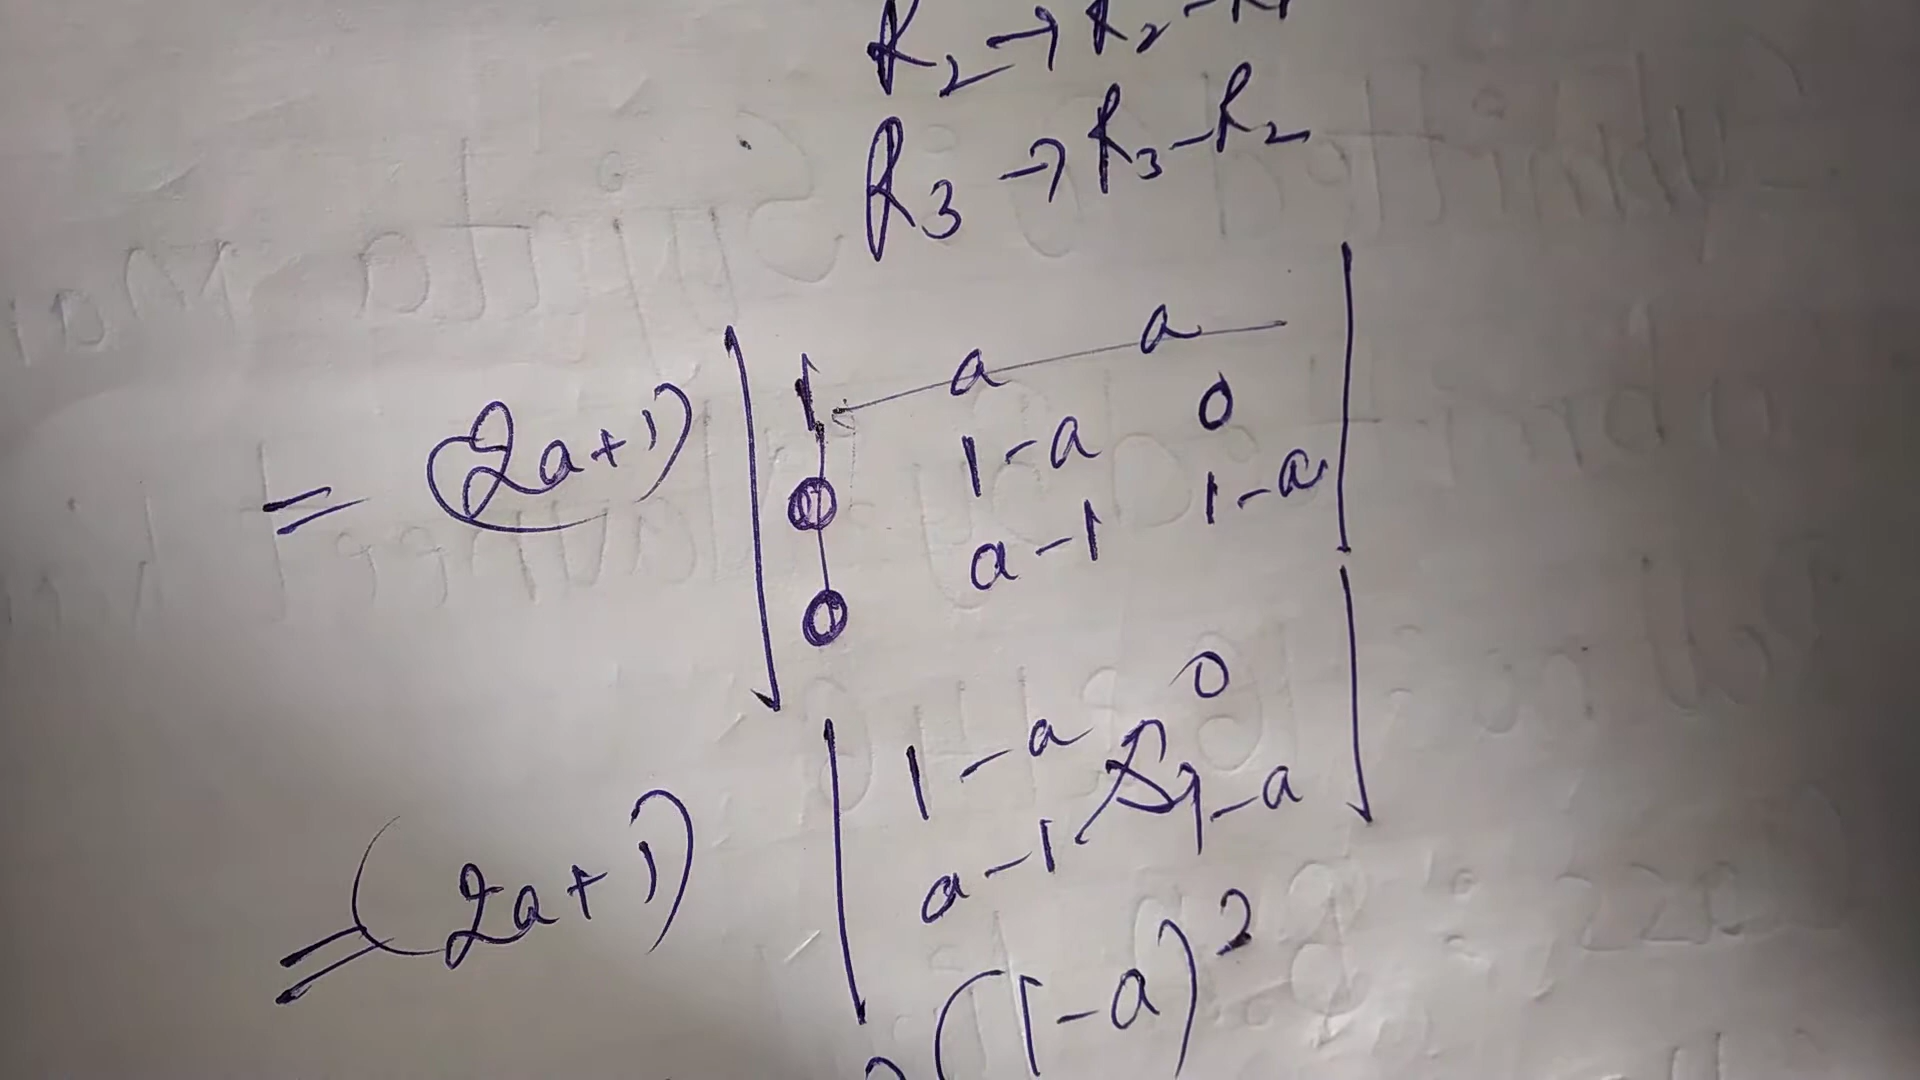 R2 → R2 - R1
R3 → R3 - R2
= (2a+1) | 1 a a |
| 0 1-a 0 |
| 0 a-1 1-a |
= (2a+1) | 1-a 0 |
| a-1 1-a |
(1-a)²